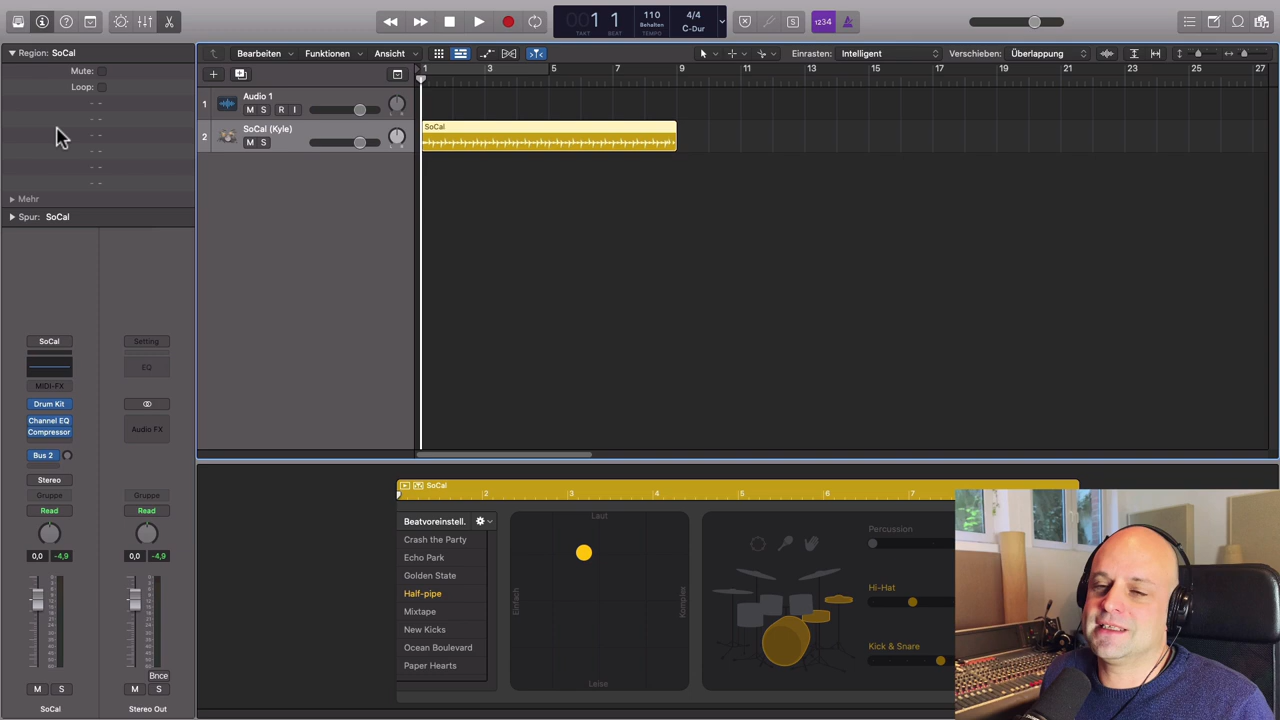 1 1
TAKT BEAT
110
Behalten
TEMPO
4/4
C-Dur
S
1234
Region: SoCal
Mute:
Loop:
Mehr
Spur: SoCal
Bearbeiten
Funktionen
Ansicht
Einrasten: Intelligent
Verschieben: Überlappung
1 3 5 7 9 11 13 15 17 19 21 23 25 27
1
Audio 1
M S R I
2
SoCal (Kyle)
M S
SoCal
SoCal
Setting
EQ
MIDI-FX
Drum Kit
Channel EQ
Compressor
Audio FX
Bus 2
Stereo
Gruppe
Gruppe
Read
Read
0,0 -4,9
0,0 -4,9
Bnce
M S
M S
SoCal
Stereo Out
SoCal
2 3 4 5 6 7
Beatvoreinstell.
Crash the Party
Echo Park
Golden State
Half-pipe
Mixtape
New Kicks
Ocean Boulevard
Paper Hearts
Laut
Einfach
Komplex
Leise
Percussion
Hi-Hat
Kick & Snare